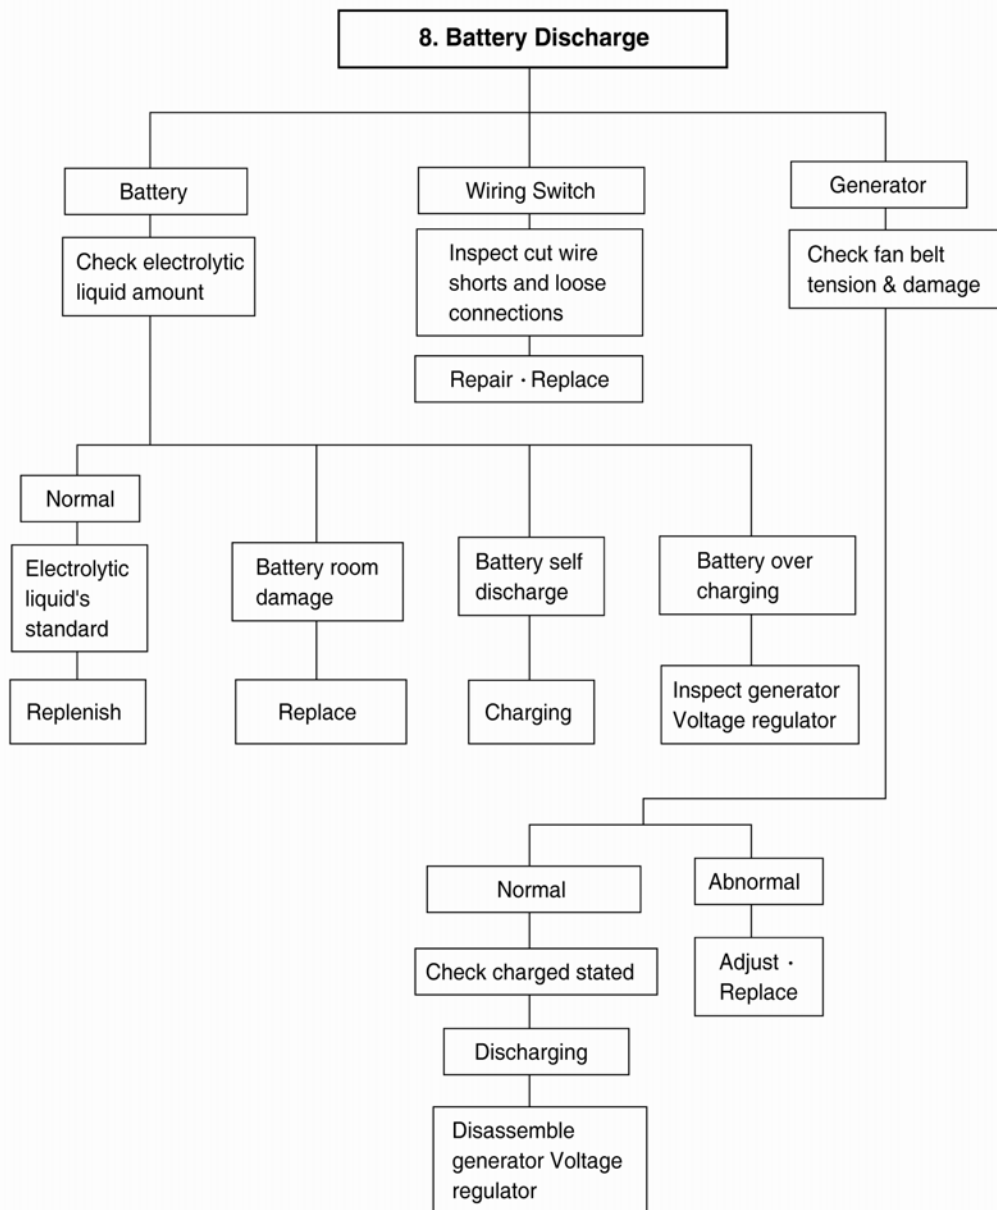 8. Battery Discharge
Battery
Wiring Switch
Generator
Check electrolytic
liquid amount
Inspect cut wire
shorts and loose
connections
Check fan belt
tension & damage
Repair · Replace
Normal
Electrolytic
liquid's
standard
Battery room
damage
Battery self
discharge
Battery over
charging
Replenish
Replace
Charging
Inspect generator
Voltage regulator
Normal
Abnormal
Check charged stated
Adjust ·
Replace
Discharging
Disassemble
generator Voltage
regulator